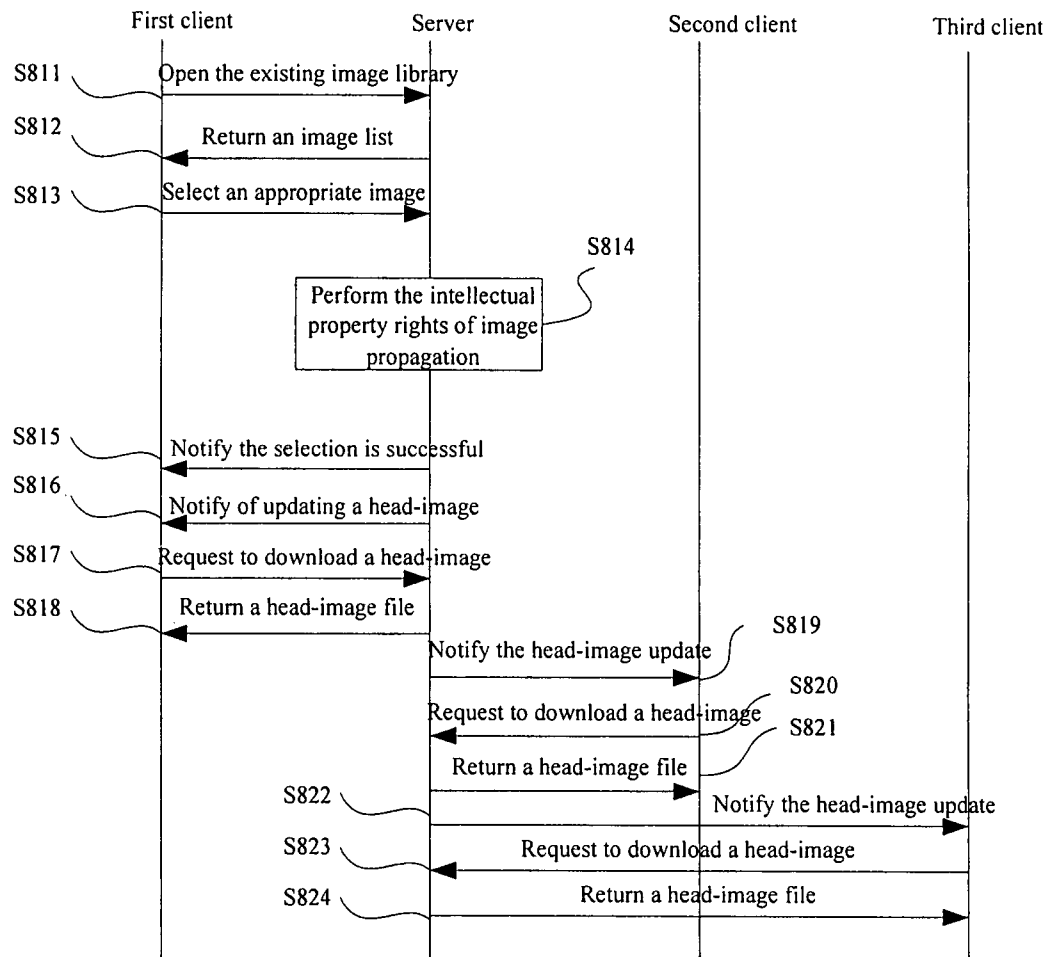 First client
Server
Second client
Third client
S811
Open the existing image library
S812
Return an image list
S813
Select an appropriate image
S814
Perform the intellectual
property rights of image
propagation
S815
Notify the selection is successful
S816
Notify of updating a head-image
S817
Request to download a head-image
S818
Return a head-image file
S819
Notify the head-image update
S820
Request to download a head-image
S821
Return a head-image file
S822
Notify the head-image update
S823
Request to download a head-image
S824
Return a head-image file